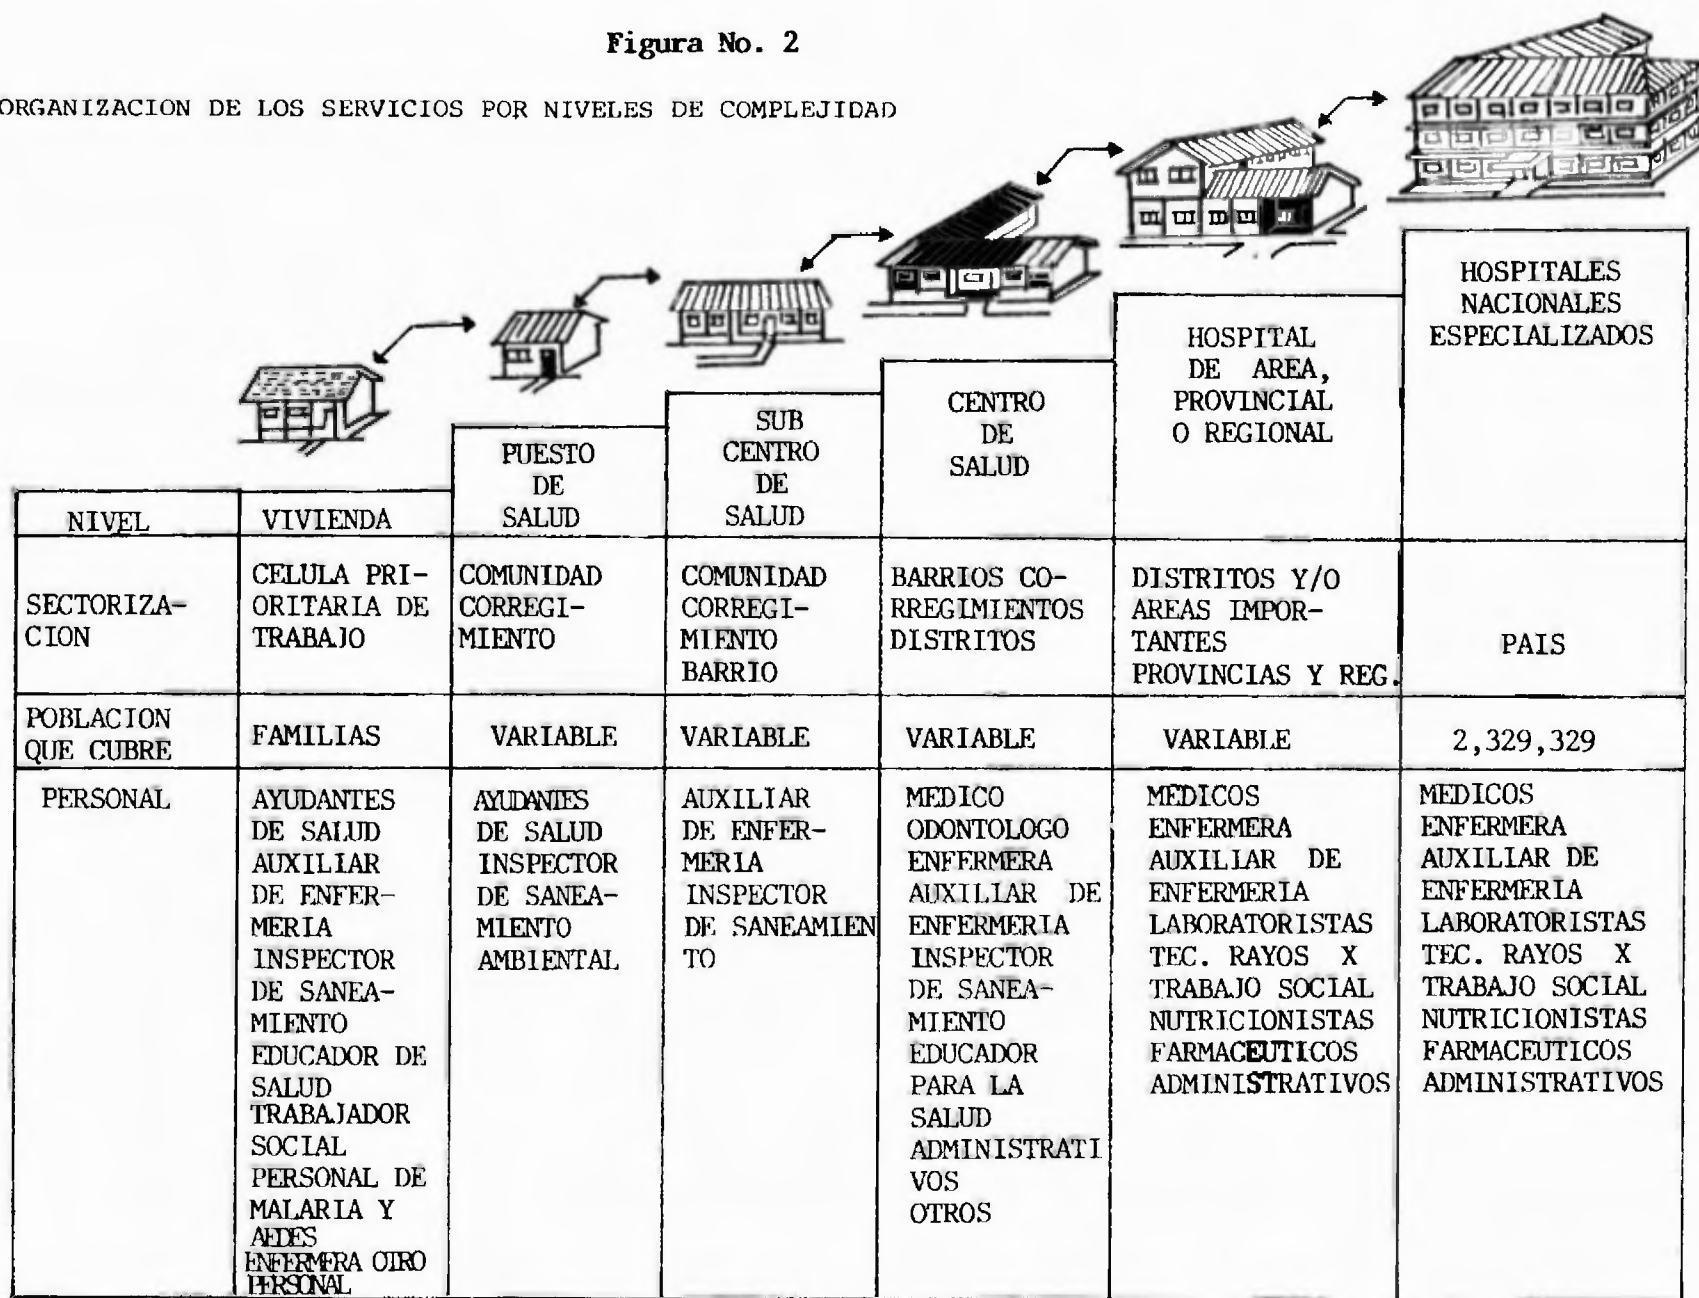 Figura No. 2
ORGANIZACION DE LOS SERVICIOS POR NIVELES DE COMPLEJIDAD
NIVEL
VIVIENDA
PUESTO
DE
SALUD
SUB
CENTRO
DE
SALUD
CENTRO
DE
SALUD
HOSPITAL
DE AREA,
PROVINCIAL
O REGIONAL
HOSPITALES
NACIONALES
ESPECIALIZADOS
SECTORIZA-
CION
CELULA PRI-
ORITARIA DE
TRABAJO
COMUNIDAD
CORREGI-
MIENTO
COMUNIDAD
CORREGI-
MIENTO
BARRIO
BARRIOS CO-
RREGIMIENTOS
DISTRITOS
DISTRITOS Y/O
AREAS IMPOR-
TANTES
PROVINCIAS Y REG.
PAIS
POBLACION
QUE CUBRE
FAMILIAS
VARIABLE
VARIABLE
VARIABLE
VARIABLE
2,329,329
PERSONAL
AYUDANTES
DE SALUD
AUXILIAR
DE ENFER-
MERIA
INSPECTOR
DE SANEA-
MIENTO
EDUCADOR DE
SALUD
TRABAJADOR
SOCIAL
PERSONAL DE
MALARIA Y
AEDES
ENFERMERA OTRO
PERSONAL
AYUDANTES
DE SALUD
INSPECTOR
DE SANEA-
MIENTO
AMBIENTAL
AUXILIAR
DE ENFER-
MERIA
INSPECTOR
DE SANEAMIEN
TO
MEDICO
ODONTOLOGO
ENFERMERA
AUXILIAR DE
ENFERMERIA
INSPECTOR
DE SANEA-
MIENTO
EDUCADOR
PARA LA
SALUD
ADMINISTRATI
VOS
OTROS
MEDICOS
ENFERMERA
AUXILIAR DE
ENFERMERIA
LABORATORISTAS
TEC. RAYOS X
TRABAJO SOCIAL
NUTRICIONISTAS
FARMACEUTICOS
ADMINISTRATIVOS
MEDICOS
ENFERMERA
AUXILIAR DE
ENFERMERIA
LABORATORISTAS
TEC. RAYOS X
TRABAJO SOCIAL
NUTRICIONISTAS
FARMACEUTICOS
ADMINISTRATIVOS